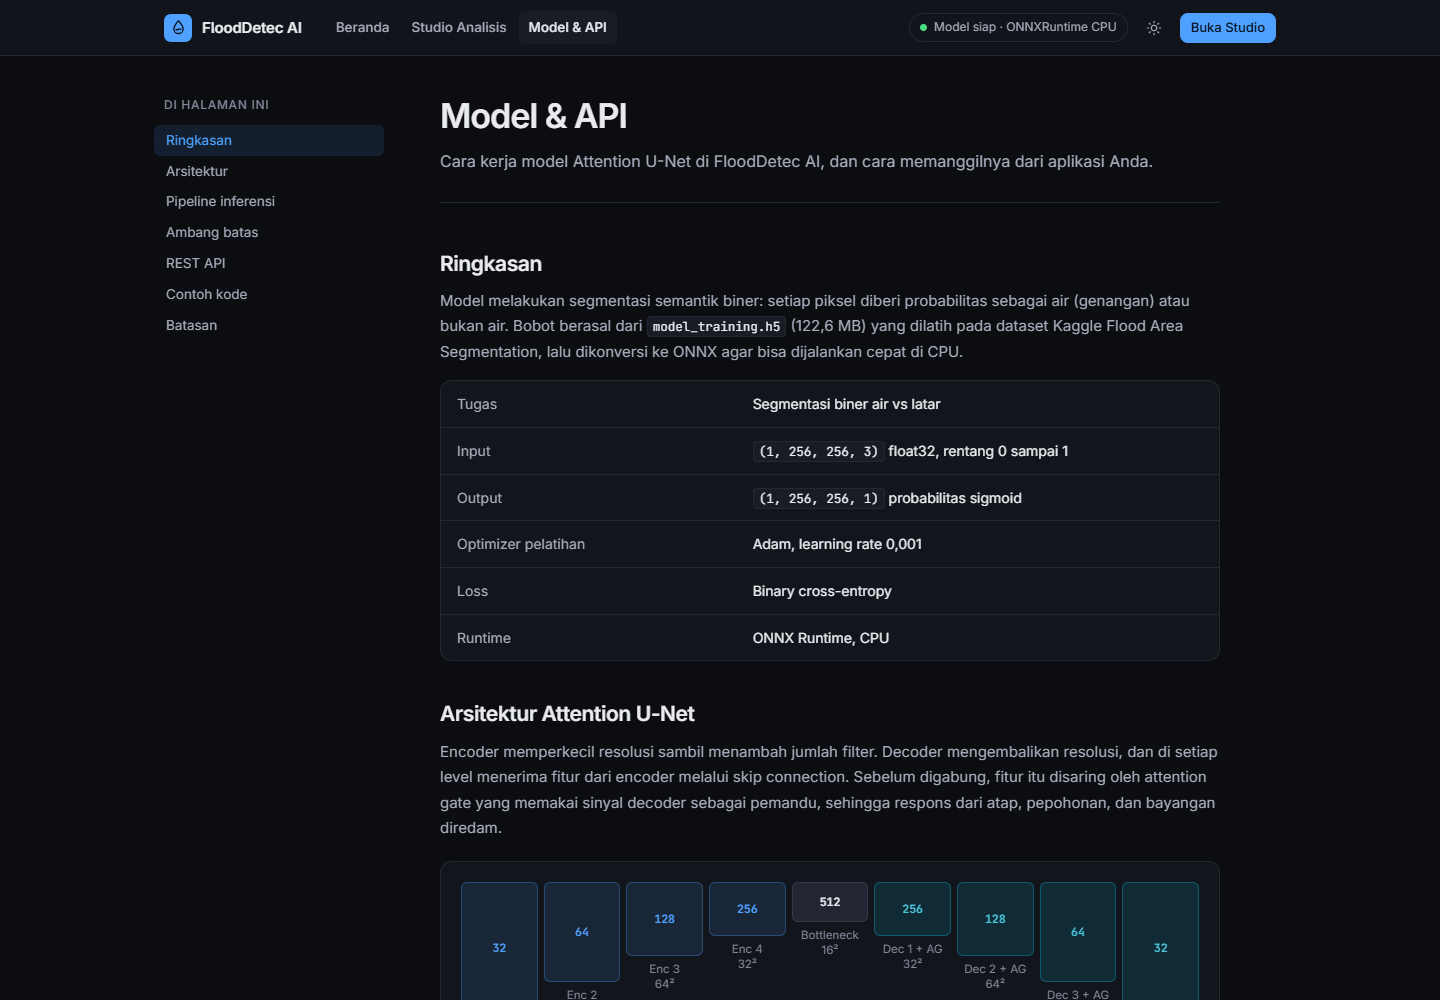 FloodDetec AI
Beranda
Studio Analisis
Model & API
Model siap · ONNXRuntime CPU
Buka Studio
DI HALAMAN INI
Ringkasan
Arsitektur
Pipeline inferensi
Ambang batas
REST API
Contoh kode
Batasan
Model & API
Cara kerja model Attention U-Net di FloodDetec AI, dan cara memanggilnya dari aplikasi Anda.
Ringkasan
Model melakukan segmentasi semantik biner: setiap piksel diberi probabilitas sebagai air (genangan) atau
bukan air. Bobot berasal dari model_training.h5 (122,6 MB) yang dilatih pada dataset Kaggle Flood Area
Segmentation, lalu dikonversi ke ONNX agar bisa dijalankan cepat di CPU.
Tugas Segmentasi biner air vs latar
Input (1, 256, 256, 3) float32, rentang 0 sampai 1
Output (1, 256, 256, 1) probabilitas sigmoid
Optimizer pelatihan Adam, learning rate 0,001
Loss Binary cross-entropy
Runtime ONNX Runtime, CPU
Arsitektur Attention U-Net
Encoder memperkecil resolusi sambil menambah jumlah filter. Decoder mengembalikan resolusi, dan di setiap
level menerima fitur dari encoder melalui skip connection. Sebelum digabung, fitur itu disaring oleh attention
gate yang memakai sinyal decoder sebagai pemandu, sehingga respons dari atap, pepohonan, dan bayangan
diredam.
32
64
Enc 2
128
Enc 3
64²
256
Enc 4
32²
512
Bottleneck
16²
256
Dec 1 + AG
32²
128
Dec 2 + AG
64²
64
Dec 3 + AG
32